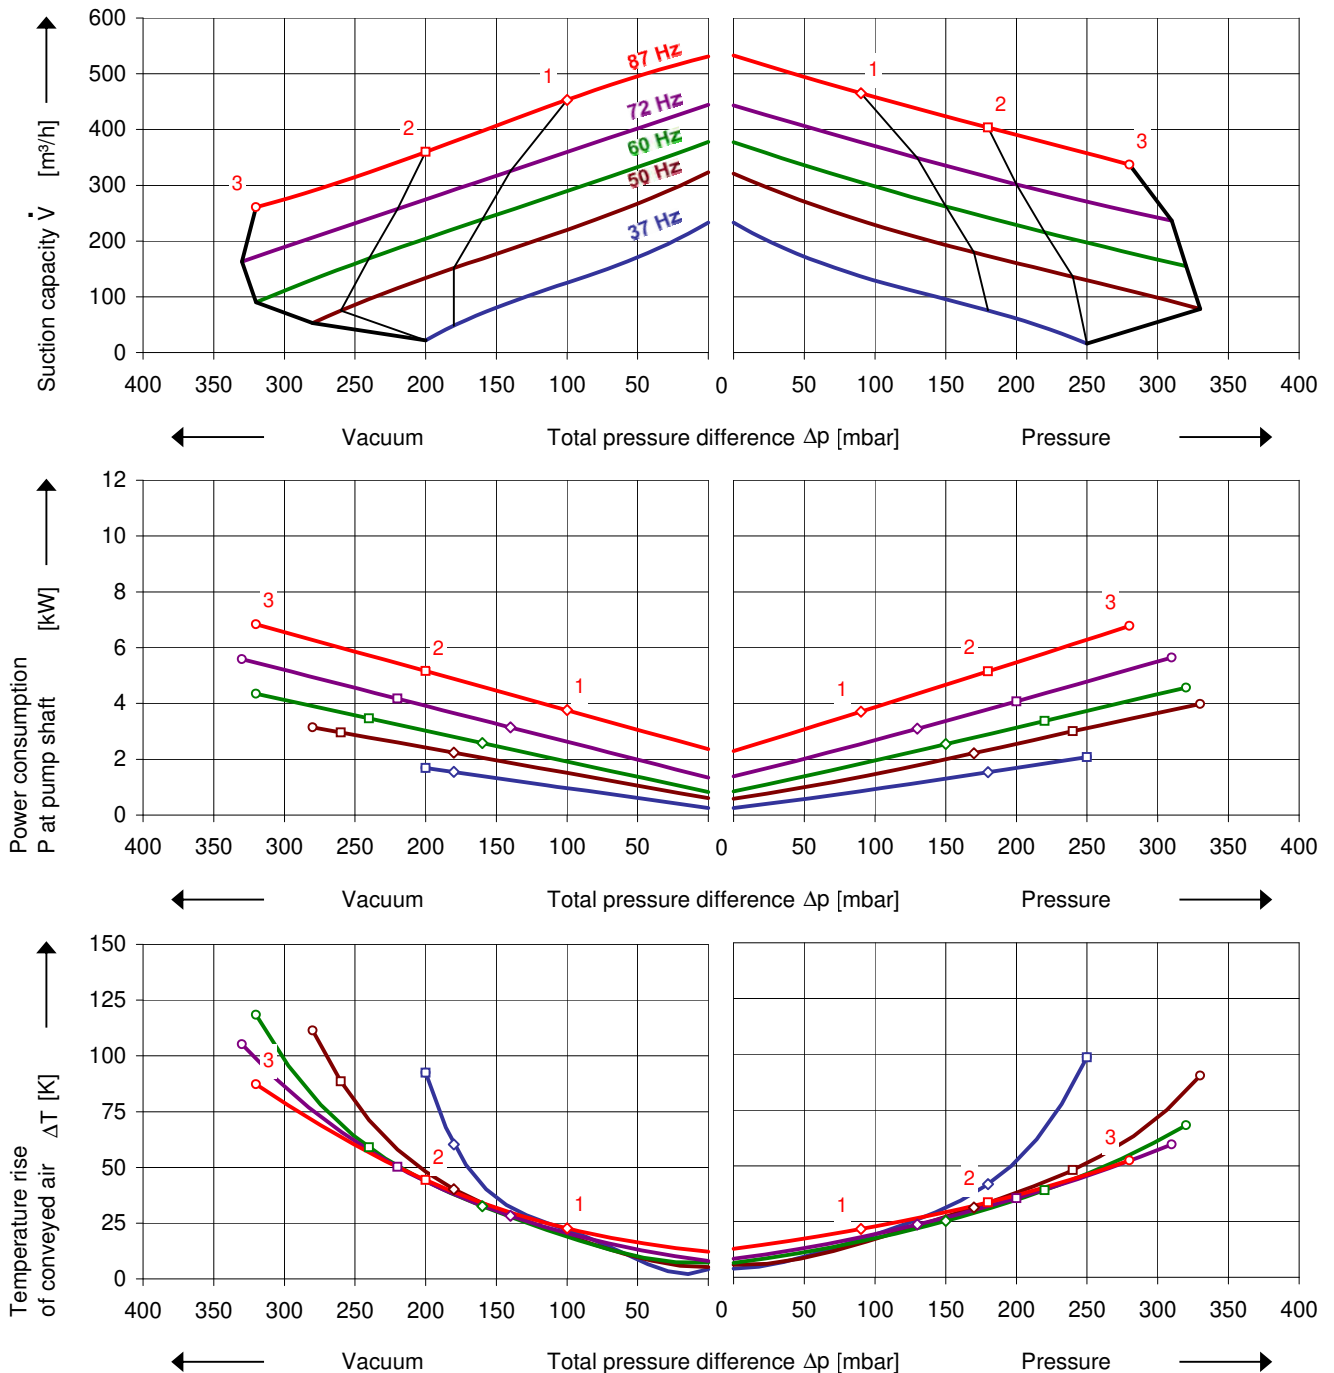 600
500
400
300
200
100
0
Suction capacity V̇ [m³/h]
87 Hz
72 Hz
60 Hz
50 Hz
37 Hz
1
2
3
1
2
3
400 350 300 250 200 150 100 50 0 50 100 150 200 250 300 350 400
Vacuum Total pressure difference Δp [mbar] Pressure
12
10
8
6
4
2
0
Power consumption
P at pump shaft [kW]
3
2
1
1
2
3
400 350 300 250 200 150 100 50 0 50 100 150 200 250 300 350 400
Vacuum Total pressure difference Δp [mbar] Pressure
150
125
100
75
50
25
0
Temperature rise
of conveyed air ΔT [K]
3
2
1
1
2
3
400 350 300 250 200 150 100 50 0 50 100 150 200 250 300 350 400
Vacuum Total pressure difference Δp [mbar] Pressure